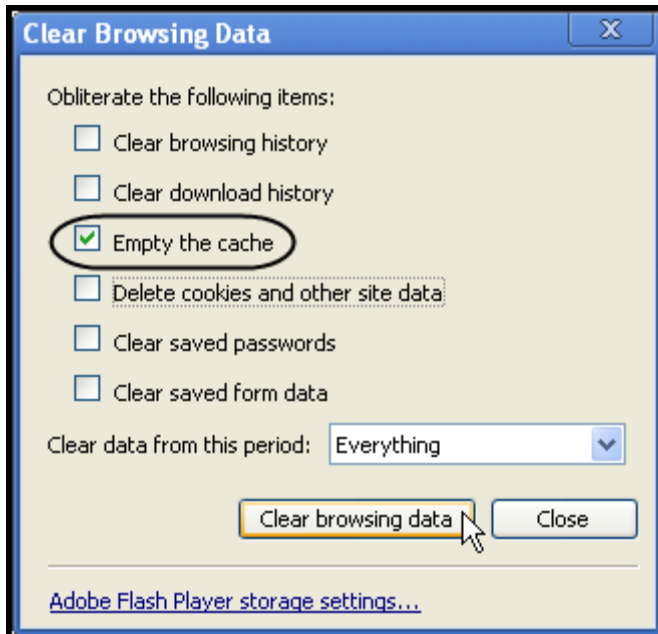 Clear Browsing Data
Obliterate the following items:
Clear browsing history
Clear download history
Empty the cache
Delete cookies and other site data
Clear saved passwords
Clear saved form data
Clear data from this period: Everything
Clear browsing data Close
Adobe Flash Player storage settings...